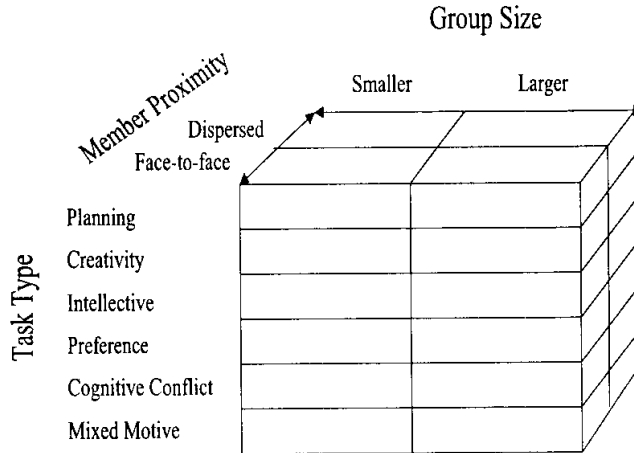 Group Size
Smaller Larger
Member Proximity
Dispersed
Face-to-face
Task Type
Planning
Creativity
Intellective
Preference
Cognitive Conflict
Mixed Motive